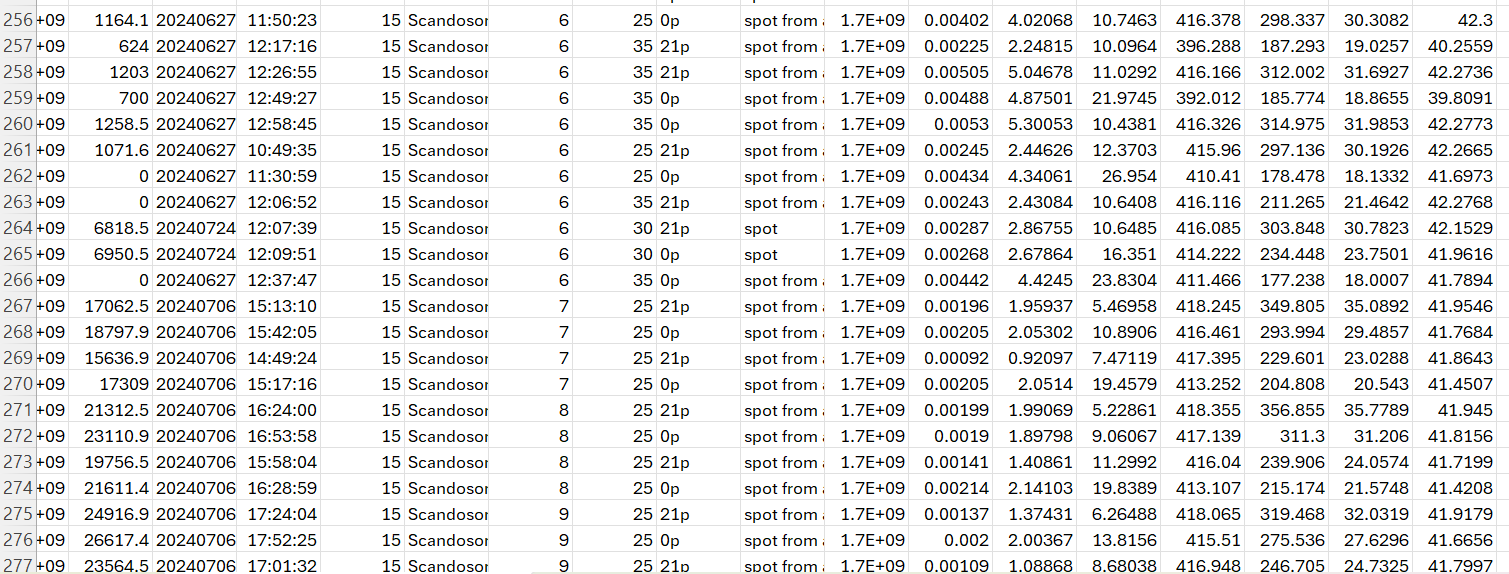 256 +09 1164.1 20240627 11:50:23 15 Scandosor 6 25 0p spot from a 1.7E+09 0.00402 4.02068 10.7463 416.378 298.337 30.3082 42.3
257 +09 624 20240627 12:17:16 15 Scandosor 6 35 21p spot from a 1.7E+09 0.00225 2.24815 10.0964 396.288 187.293 19.0257 40.2559
258 +09 1203 20240627 12:26:55 15 Scandosor 6 35 21p spot from a 1.7E+09 0.00505 5.04678 11.0292 416.166 312.002 31.6927 42.2736
259 +09 700 20240627 12:49:27 15 Scandosor 6 35 0p spot from a 1.7E+09 0.00488 4.87501 21.9745 392.012 185.774 18.8655 39.8091
260 +09 1258.5 20240627 12:58:45 15 Scandosor 6 35 0p spot from a 1.7E+09 0.0053 5.30053 10.4381 416.326 314.975 31.9853 42.2773
261 +09 1071.6 20240627 10:49:35 15 Scandosor 6 25 21p spot from a 1.7E+09 0.00245 2.44626 12.3703 415.96 297.136 30.1926 42.2665
262 +09 0 20240627 11:30:59 15 Scandosor 6 25 0p spot from a 1.7E+09 0.00434 4.34061 26.954 410.41 178.478 18.1332 41.6973
263 +09 0 20240627 12:06:52 15 Scandosor 6 35 21p spot from a 1.7E+09 0.00243 2.43084 10.6408 416.116 211.265 21.4642 42.2768
264 +09 6818.5 20240724 12:07:39 15 Scandosor 6 30 21p spot 1.7E+09 0.00287 2.86755 10.6485 416.085 303.848 30.7823 42.1529
265 +09 6950.5 20240724 12:09:51 15 Scandosor 6 30 0p spot 1.7E+09 0.00268 2.67864 16.351 414.222 234.448 23.7501 41.9616
266 +09 0 20240627 12:37:47 15 Scandosor 6 35 0p spot from a 1.7E+09 0.00442 4.4245 23.8304 411.466 177.238 18.0007 41.7894
267 +09 17062.5 20240706 15:13:10 15 Scandosor 7 25 21p spot from a 1.7E+09 0.00196 1.95937 5.46958 418.245 349.805 35.0892 41.9546
268 +09 18797.9 20240706 15:42:05 15 Scandosor 7 25 0p spot from a 1.7E+09 0.00205 2.05302 10.8906 416.461 293.994 29.4857 41.7684
269 +09 15636.9 20240706 14:49:24 15 Scandosor 7 25 21p spot from a 1.7E+09 0.00092 0.92097 7.47119 417.395 229.601 23.0288 41.8643
270 +09 17309 20240706 15:17:16 15 Scandosor 7 25 0p spot from a 1.7E+09 0.00205 2.0514 19.4579 413.252 204.808 20.543 41.4507
271 +09 21312.5 20240706 16:24:00 15 Scandosor 8 25 21p spot from a 1.7E+09 0.00199 1.99069 5.22861 418.355 356.855 35.7789 41.945
272 +09 23110.9 20240706 16:53:58 15 Scandosor 8 25 0p spot from a 1.7E+09 0.0019 1.89798 9.06067 417.139 311.3 31.206 41.8156
273 +09 19756.5 20240706 15:58:04 15 Scandosor 8 25 21p spot from a 1.7E+09 0.00141 1.40861 11.2992 416.04 239.906 24.0574 41.7199
274 +09 21611.4 20240706 16:28:59 15 Scandosor 8 25 0p spot from a 1.7E+09 0.00214 2.14103 19.8389 413.107 215.174 21.5748 41.4208
275 +09 24916.9 20240706 17:24:04 15 Scandosor 9 25 21p spot from a 1.7E+09 0.00137 1.37431 6.26488 418.065 319.468 32.0319 41.9179
276 +09 26617.4 20240706 17:52:25 15 Scandosor 9 25 0p spot from a 1.7E+09 0.002 2.00367 13.8156 415.51 275.536 27.6296 41.6656
277 +09 23564.5 20240706 17:01:32 15 Scandosor 9 25 21p spot from a 1.7E+09 0.00109 1.08868 8.68038 416.948 246.705 24.7325 41.7997